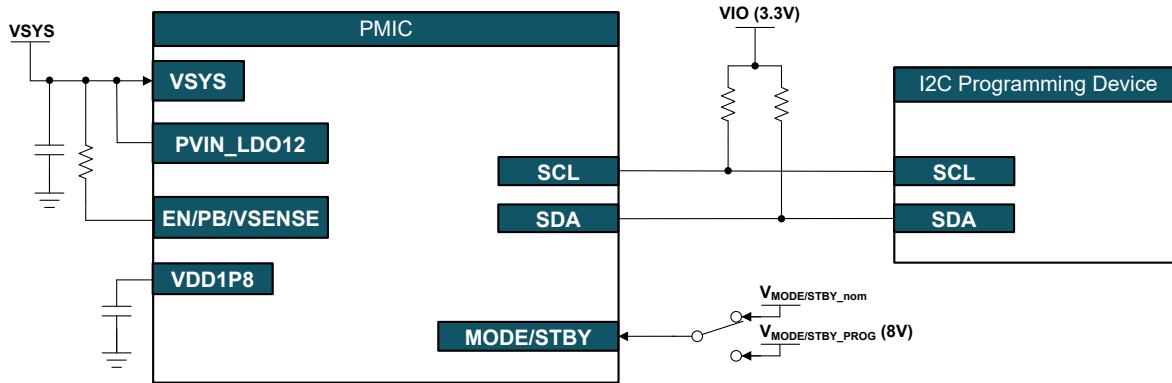 VSYS
PMIC
VIO (3.3V)
VSYS
I2C Programming Device
PVIN_LDO12
SCL
SCL
EN/PB/VSENSE
SDA
SDA
VDD1P8
VMODE/STBY_nom
MODE/STBY
VMODE/STBY_PROG (8V)